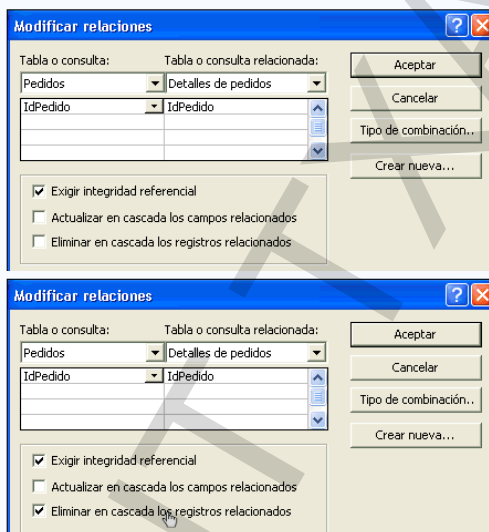 Modificar relaciones
Tabla o consulta: Tabla o consulta relacionada:
Pedidos Detalles de pedidos
IdPedido IdPedido
Aceptar
Cancelar
Tipo de combinación..
Crear nueva...
Exigir integridad referencial
Actualizar en cascada los campos relacionados
Eliminar en cascada los registros relacionados
Modificar relaciones
Tabla o consulta: Tabla o consulta relacionada:
Pedidos Detalles de pedidos
IdPedido IdPedido
Aceptar
Cancelar
Tipo de combinación..
Crear nueva...
Exigir integridad referencial
Actualizar en cascada los campos relacionados
Eliminar en cascada los registros relacionados